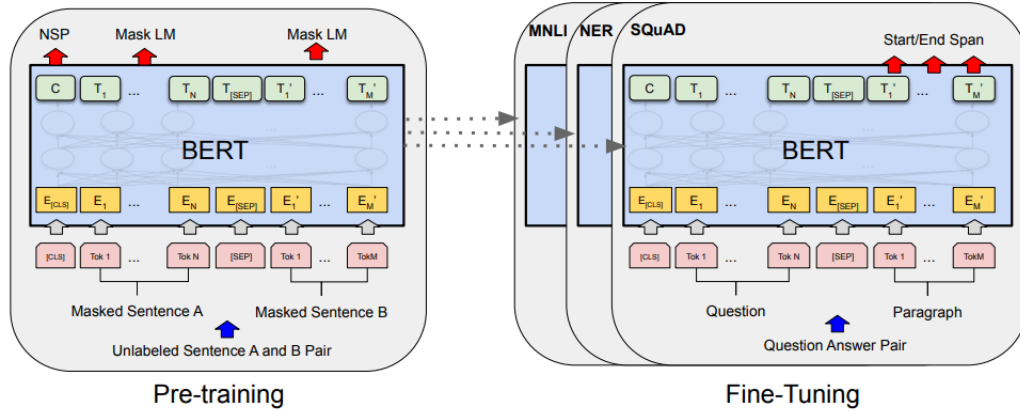 NSP Mask LM Mask LM
C T1 ... TN T[SEP] T1' ... TM'
...
...
BERT
E[CLS] E1 ... EN E[SEP] E1' ... EM'
[CLS] Tok 1 ... Tok N [SEP] Tok 1 ... TokM
Masked Sentence A Masked Sentence B
Unlabeled Sentence A and B Pair
Pre-training
MNLI NER SQuAD
Start/End Span
C T1 ... TN T[SEP] T1' ... TM'
...
...
BERT
E[CLS] E1 ... EN E[SEP] E1' ... EM'
[CLS] Tok 1 ... Tok N [SEP] Tok 1 ... TokM
Question Paragraph
Question Answer Pair
Fine-Tuning